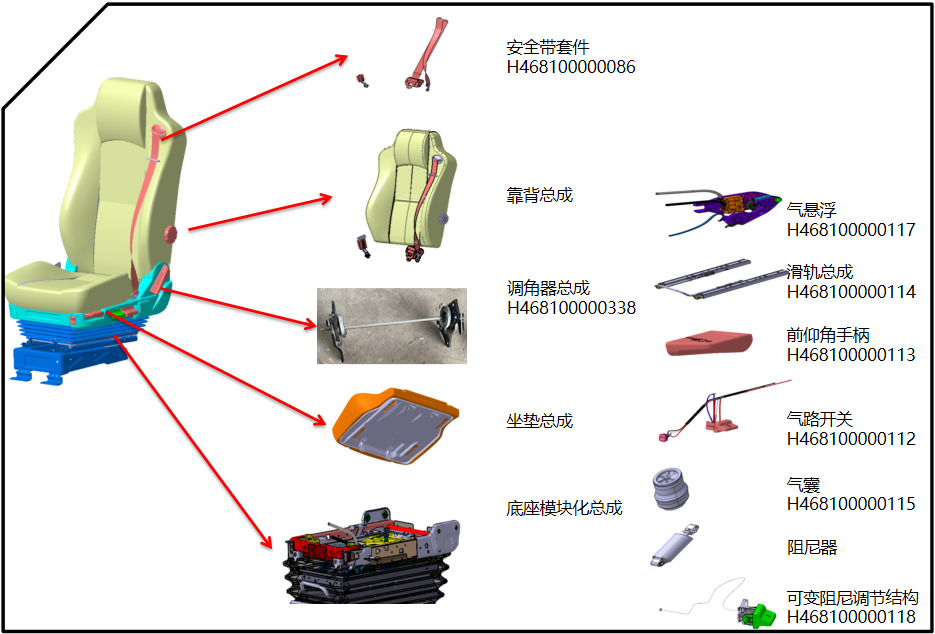 安全带套件
H468100000086
靠背总成
调角器总成
H468100000338
坐垫总成
底座模块化总成
气悬浮
H468100000117
滑轨总成
H468100000114
前仰角手柄
H468100000113
气路开关
H468100000112
气囊
H468100000115
阻尼器
可变阻尼调节结构
H468100000118